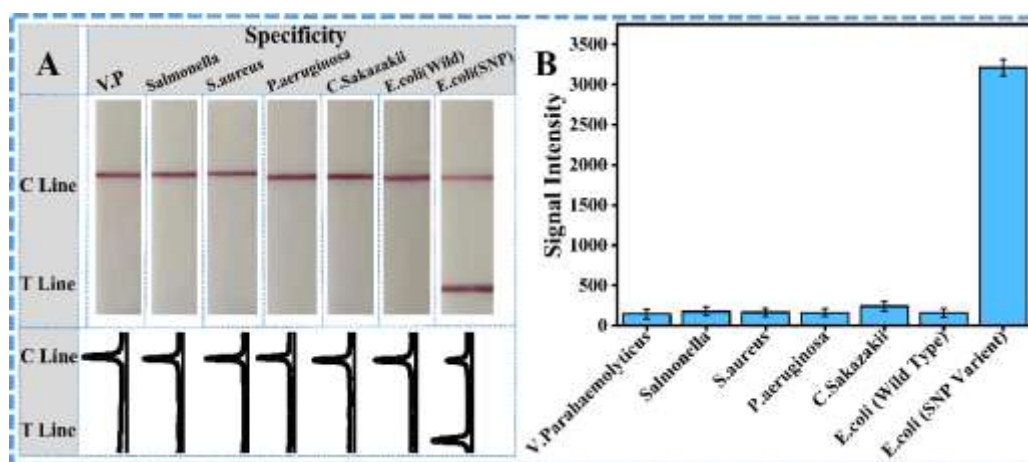 A
Specificity
V.P
Salmonella
S.aureus
P.aeruginosa
C.Sakazakii
E.coli(Wild)
E.coli(SNP)
C Line
T Line
C Line
T Line
B
Signal Intensity
3500
3000
2500
2000
1500
1000
500
0
V.Parahaemolyticus
Salmonella
S.aureus
P.aeruginosa
C.Sakazakii
E.coli (Wild Type)
E.coli (SNP Varient)